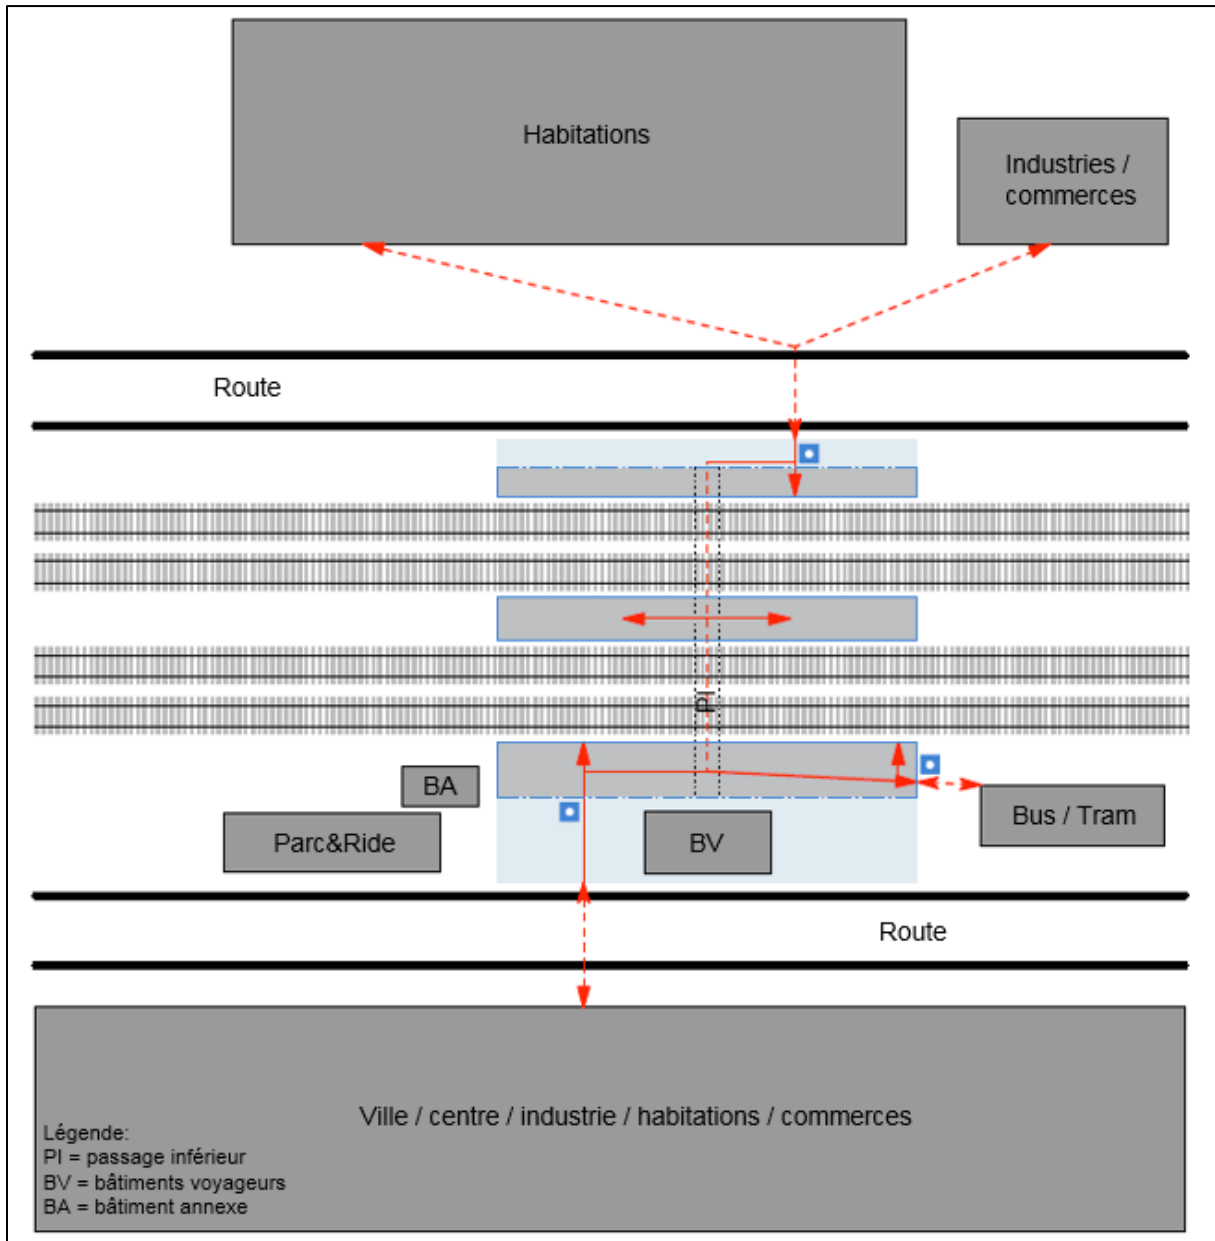 Habitations
Industries /
commerces
Route
PI
BA
Parc&Ride
BV
Bus / Tram
Route
Ville / centre / industrie / habitations / commerces
Légende:
PI = passage inférieur
BV = bâtiments voyageurs
BA = bâtiment annexe